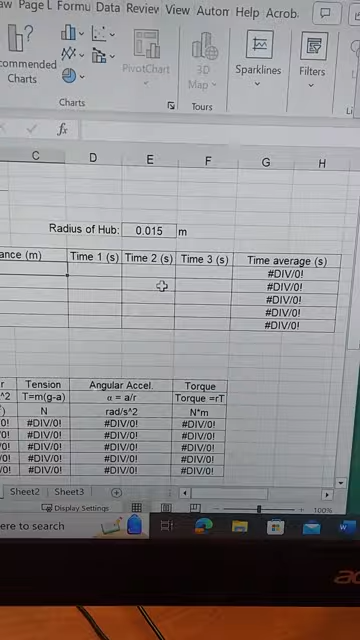 Page L Formu Data Review View Autom Help Acrob
Recommended Charts
PivotChart
3D Map
Sparklines
Filters
Charts
Tours
fx
C D E F G H
Radius of Hub: 0.015 m
ance (m) Time 1 (s) Time 2 (s) Time 3 (s) Time average (s)
#DIV/0!
#DIV/0!
#DIV/0!
#DIV/0!
#DIV/0!
r Tension Angular Accel. Torque
^2 T=m(g-a) α = a/r Torque =rT
) N rad/s^2 N*m
0! #DIV/0! #DIV/0! #DIV/0!
0! #DIV/0! #DIV/0! #DIV/0!
0! #DIV/0! #DIV/0! #DIV/0!
0! #DIV/0! #DIV/0! #DIV/0!
0! #DIV/0! #DIV/0! #DIV/0!
Sheet2 Sheet3
Display Settings 100%
ere to search
ac